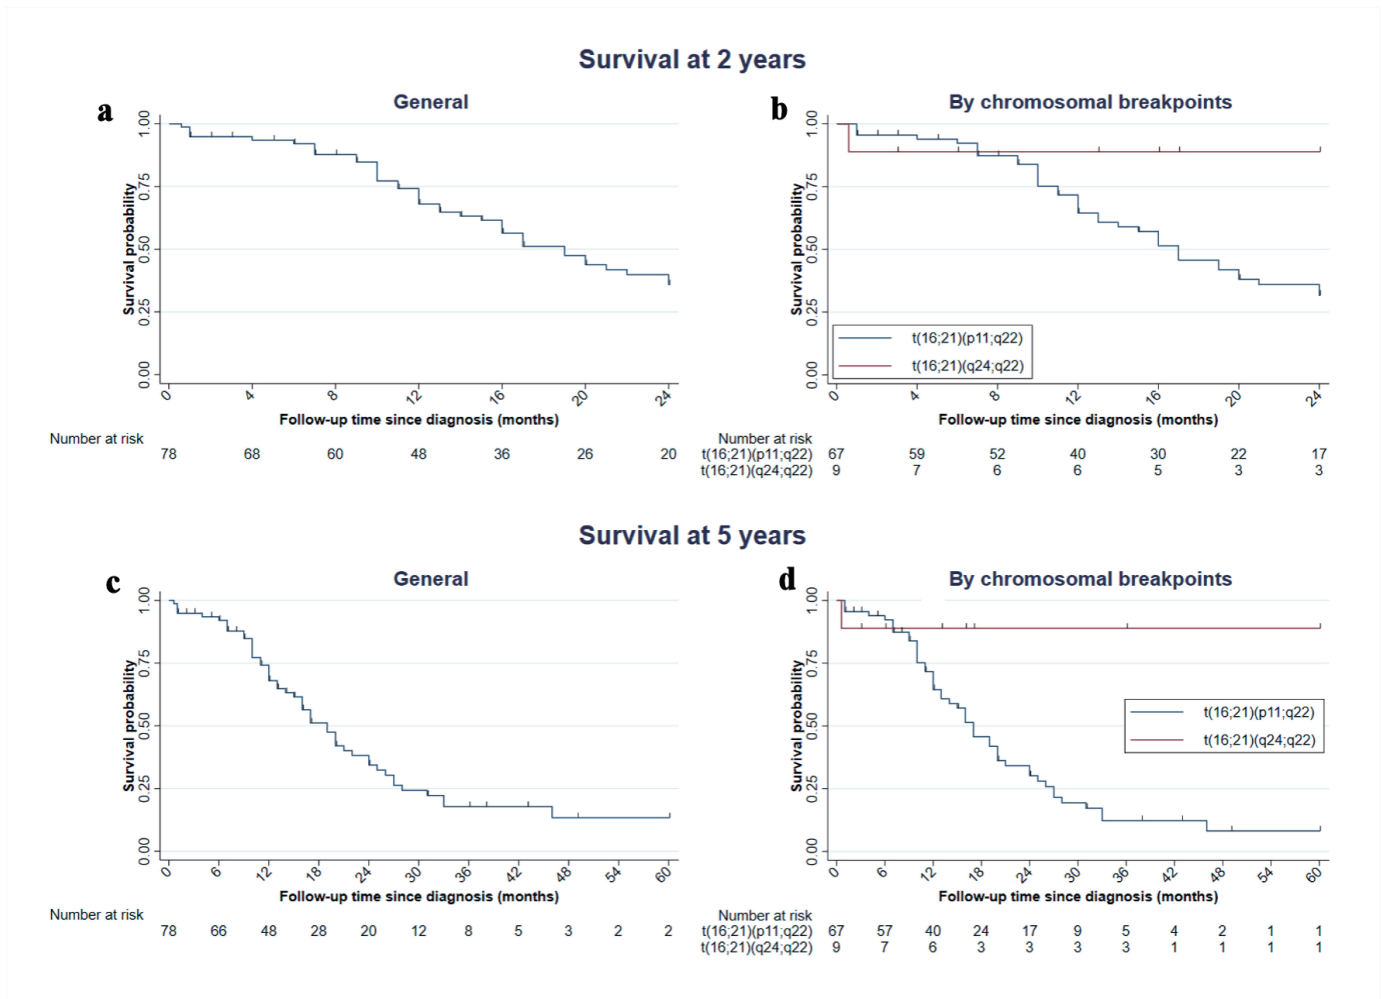 Survival at 2 years
a
General
Survival probability
1.00
0.75
0.50
0.25
0.00
0 4 8 12 16 20 24
Follow-up time since diagnosis (months)
Number at risk
78 68 60 48 36 26 20
b
By chromosomal breakpoints
Survival probability
1.00
0.75
0.50
0.25
0.00
t(16;21)(p11;q22)
t(16;21)(q24;q22)
0 4 8 12 16 20 24
Follow-up time since diagnosis (months)
Number at risk
t(16;21)(p11;q22) 67 59 52 40 30 22 17
t(16;21)(q24;q22) 9 7 6 6 5 3 3
Survival at 5 years
c
General
Survival probability
1.00
0.75
0.50
0.25
0.00
0 6 12 18 24 30 36 42 48 54 60
Follow-up time since diagnosis (months)
Number at risk
78 66 48 28 20 12 8 5 3 2 2
d
By chromosomal breakpoints
Survival probability
1.00
0.75
0.50
0.25
0.00
t(16;21)(p11;q22)
t(16;21)(q24;q22)
0 6 12 18 24 30 36 42 48 54 60
Follow-up time since diagnosis (months)
Number at risk
t(16;21)(p11;q22) 67 57 40 24 17 9 5 4 2 1 1
t(16;21)(q24;q22) 9 7 6 3 3 3 3 1 1 1 1